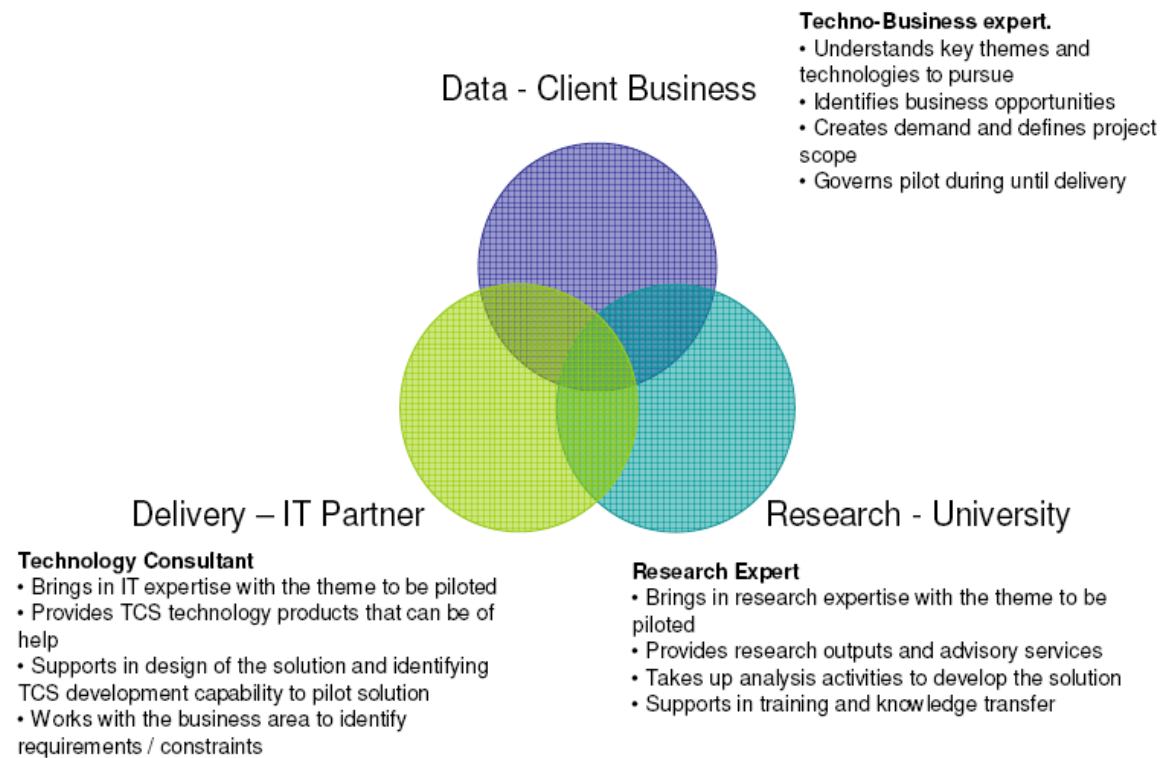 Techno-Business expert.
• Understands key themes and
technologies to pursue
• Identifies business opportunities
• Creates demand and defines project
scope
• Governs pilot during until delivery
Data - Client Business
Delivery – IT Partner
Technology Consultant
• Brings in IT expertise with the theme to be piloted
• Provides TCS technology products that can be of
help
• Supports in design of the solution and identifying
TCS development capability to pilot solution
• Works with the business area to identify
requirements / constraints
Research - University
Research Expert
• Brings in research expertise with the theme to be
piloted
• Provides research outputs and advisory services
• Takes up analysis activities to develop the solution
• Supports in training and knowledge transfer